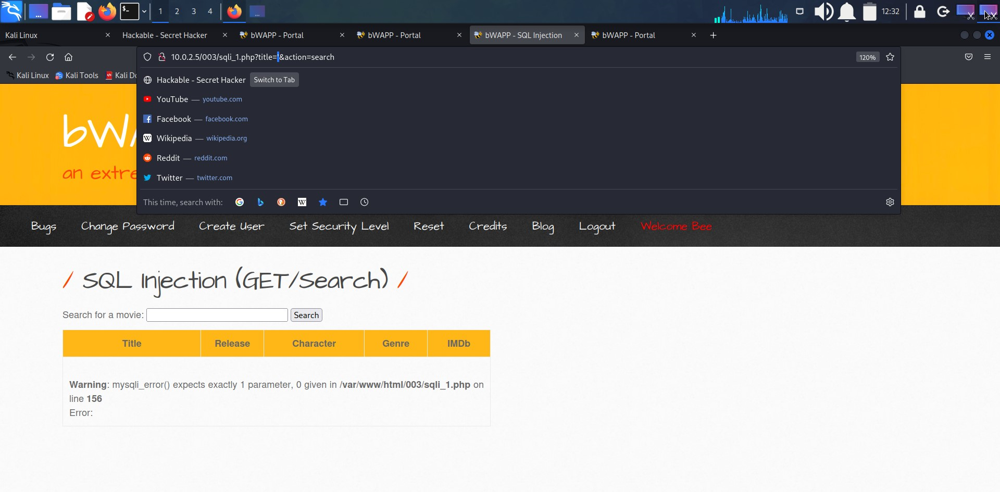 $_
1 2 3 4
12:32
Kali Linux
Hackable - Secret Hacker
bWAPP - Portal
bWAPP - Portal
bWAPP - SQL Injection
bWAPP - Portal
10.0.2.5/003/sqli_1.php?title='&action=search
120%
Kali Linux Kali Tools Kali Do
Hackable - Secret Hacker Switch to Tab
YouTube — youtube.com
Facebook — facebook.com
Wikipedia — wikipedia.org
Reddit — reddit.com
Twitter — twitter.com
This time, search with:
bWA
an extre
Bugs Change Password Create User Set Security Level Reset Credits Blog Logout Welcome Bee
/ SQL Injection (GET/Search) /
Search for a movie: Search
Title Release Character Genre IMDb
Warning: mysqli_error() expects exactly 1 parameter, 0 given in /var/www/html/003/sqli_1.php on
line 156
Error: